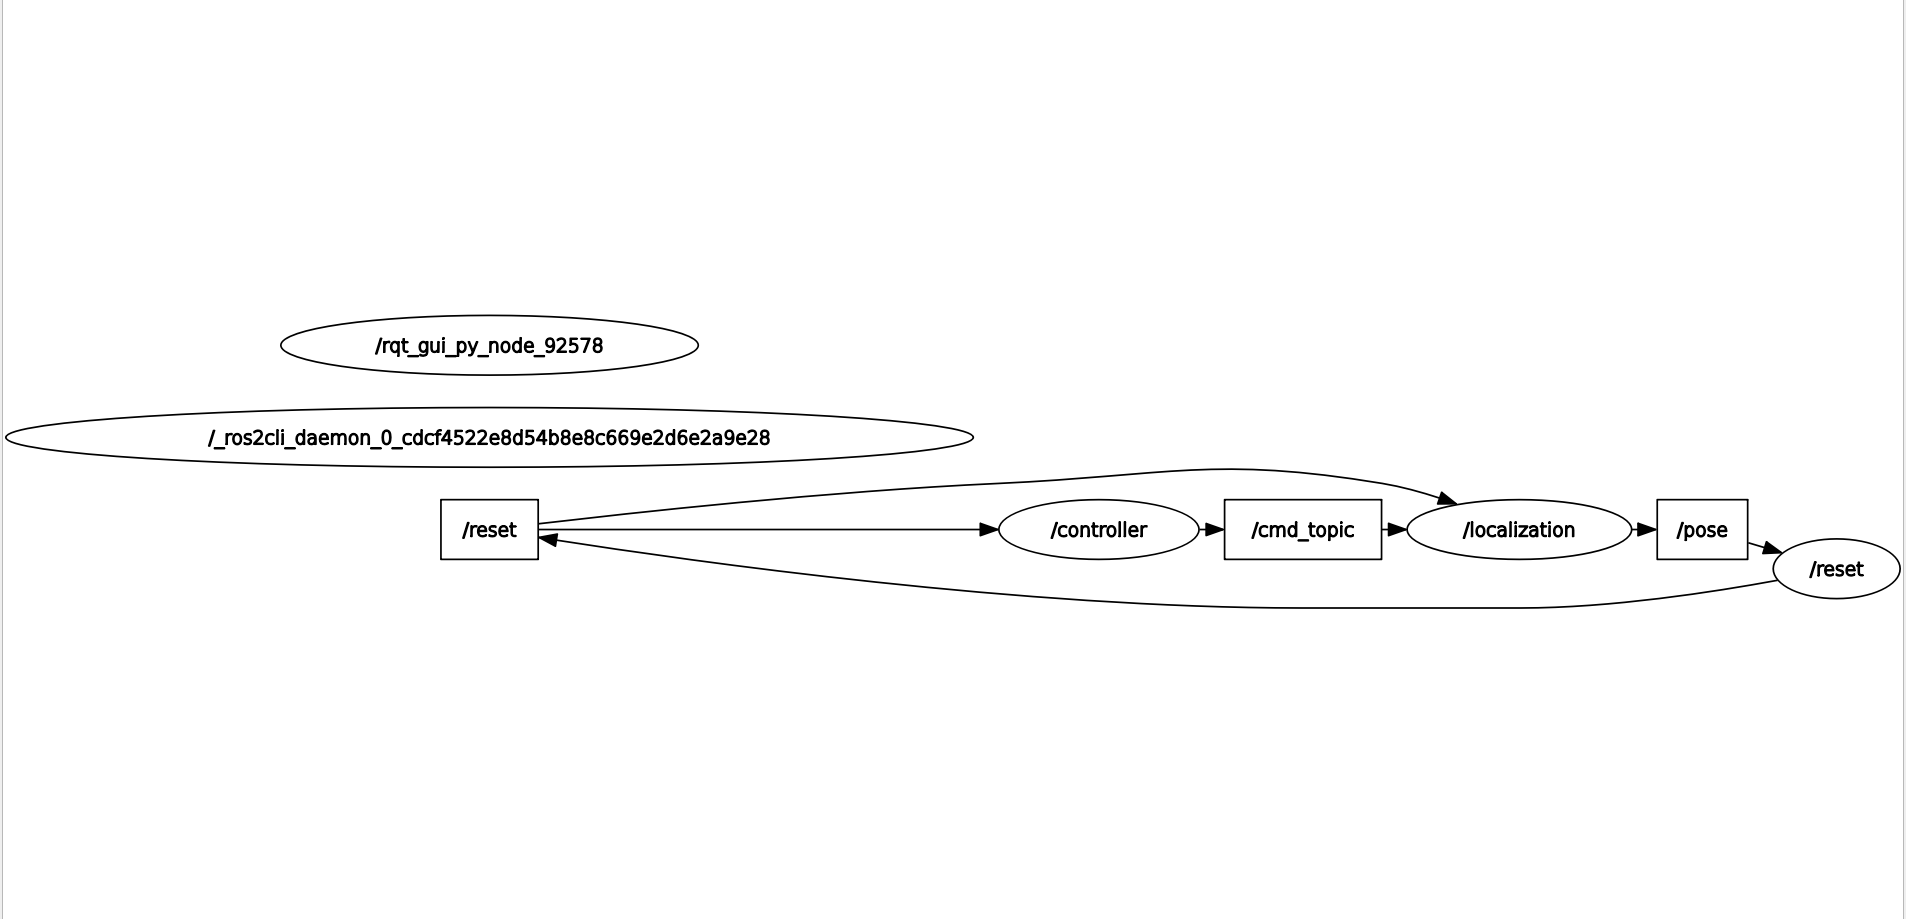 /rqt_gui_py_node_92578
/_ros2cli_daemon_0_cdcf4522e8d54b8e8c669e2d6e2a9e28
/reset
/controller
/cmd_topic
/localization
/pose
/reset